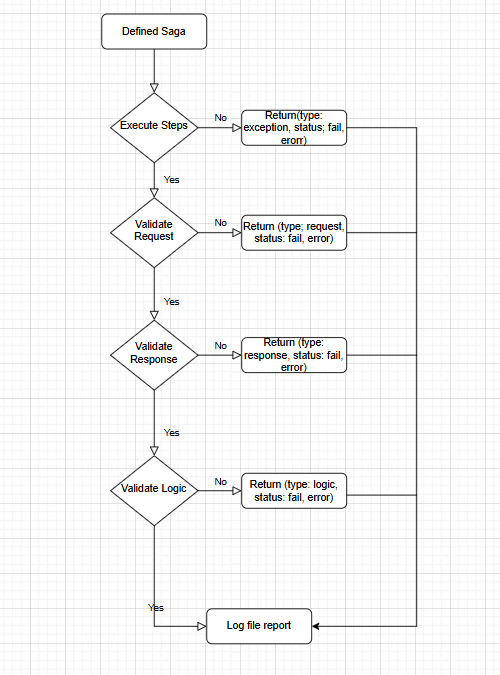 Defined Saga
Execute Steps
No
Return(type:
exception, status; fail,
erorr)
Yes
Validate
Request
No
Return (type; request,
status: fail, error)
Yes
Validate
Response
No
Return (type:
response, status: fail,
error)
Yes
Validate Logic
No
Return (type: logic,
status: fail, error)
Yes
Log file report